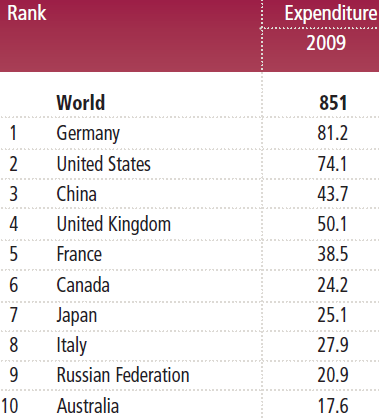 Rank Expenditure
2009
World 851
1 Germany 81.2
2 United States 74.1
3 China 43.7
4 United Kingdom 50.1
5 France 38.5
6 Canada 24.2
7 Japan 25.1
8 Italy 27.9
9 Russian Federation 20.9
10 Australia 17.6